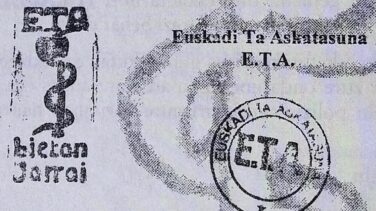 ETA
bietan
Jarrai
Euskadi Ta Askatasuna
E.T.A.
EUSKADI TA ASKATASUNA
E.T.A